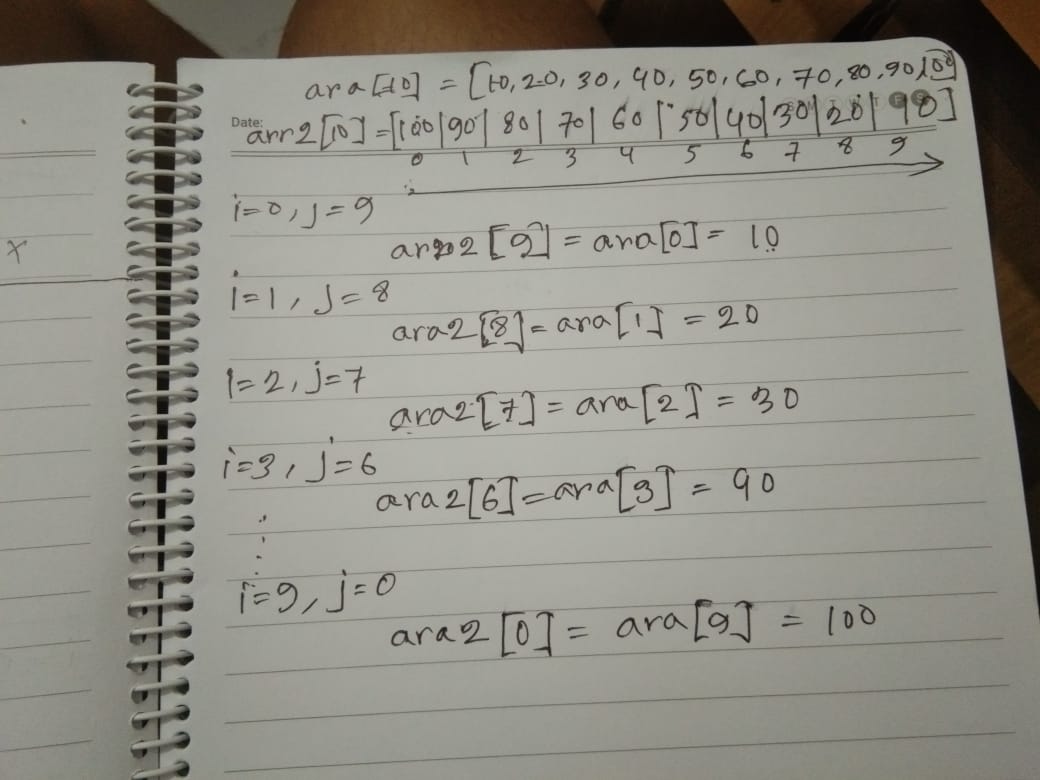 ara[10] = [10, 20, 30, 40, 50, 60, 70, 80, 90, 100]
Date:
arr2[10] = [100|90|80|70|60|50|40|30|20|90]
0 1 2 3 4 5 6 7 8 9
i=0, j=9
arr2[9] = ara[0] = 10
i=1, j=8
ara2[8] = ara[1] = 20
i=2, j=7
ara2[7] = ara[2] = 30
i=3, j=6
ara2[6] = ara[3] = 90
i=9, j=0
ara2[0] = ara[9] = 100
x